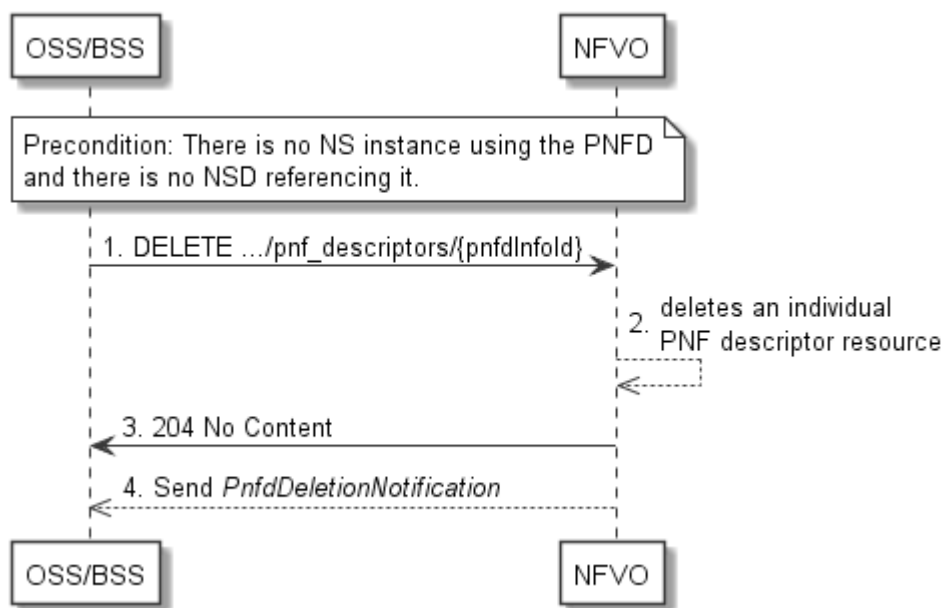 OSS/BSS
NFVO
Precondition: There is no NS instance using the PNFD
and there is no NSD referencing it.
1. DELETE .../pnf_descriptors/{pnfdInfoId}
2. deletes an individual
PNF descriptor resource
3. 204 No Content
4. Send PnfdDeletionNotification
OSS/BSS
NFVO